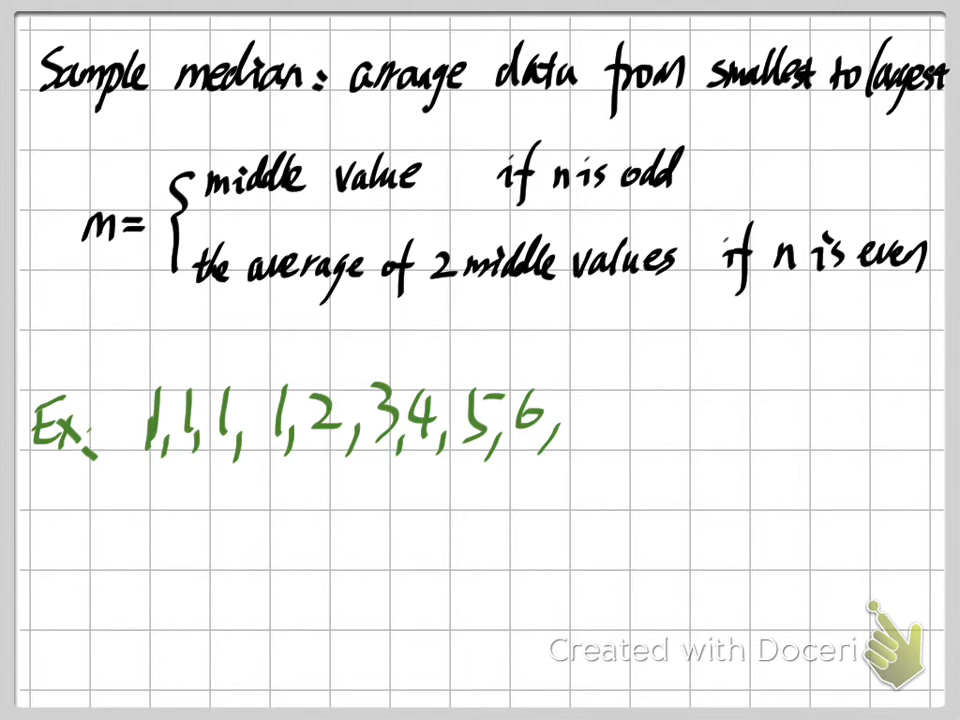 Sample median: arrange data from smallest to largest
m = { middle value if n is odd
the average of 2 middle values if n is even
Ex: 1, 1, 1, 1, 2, 3, 4, 5, 6,
Created with Doceri